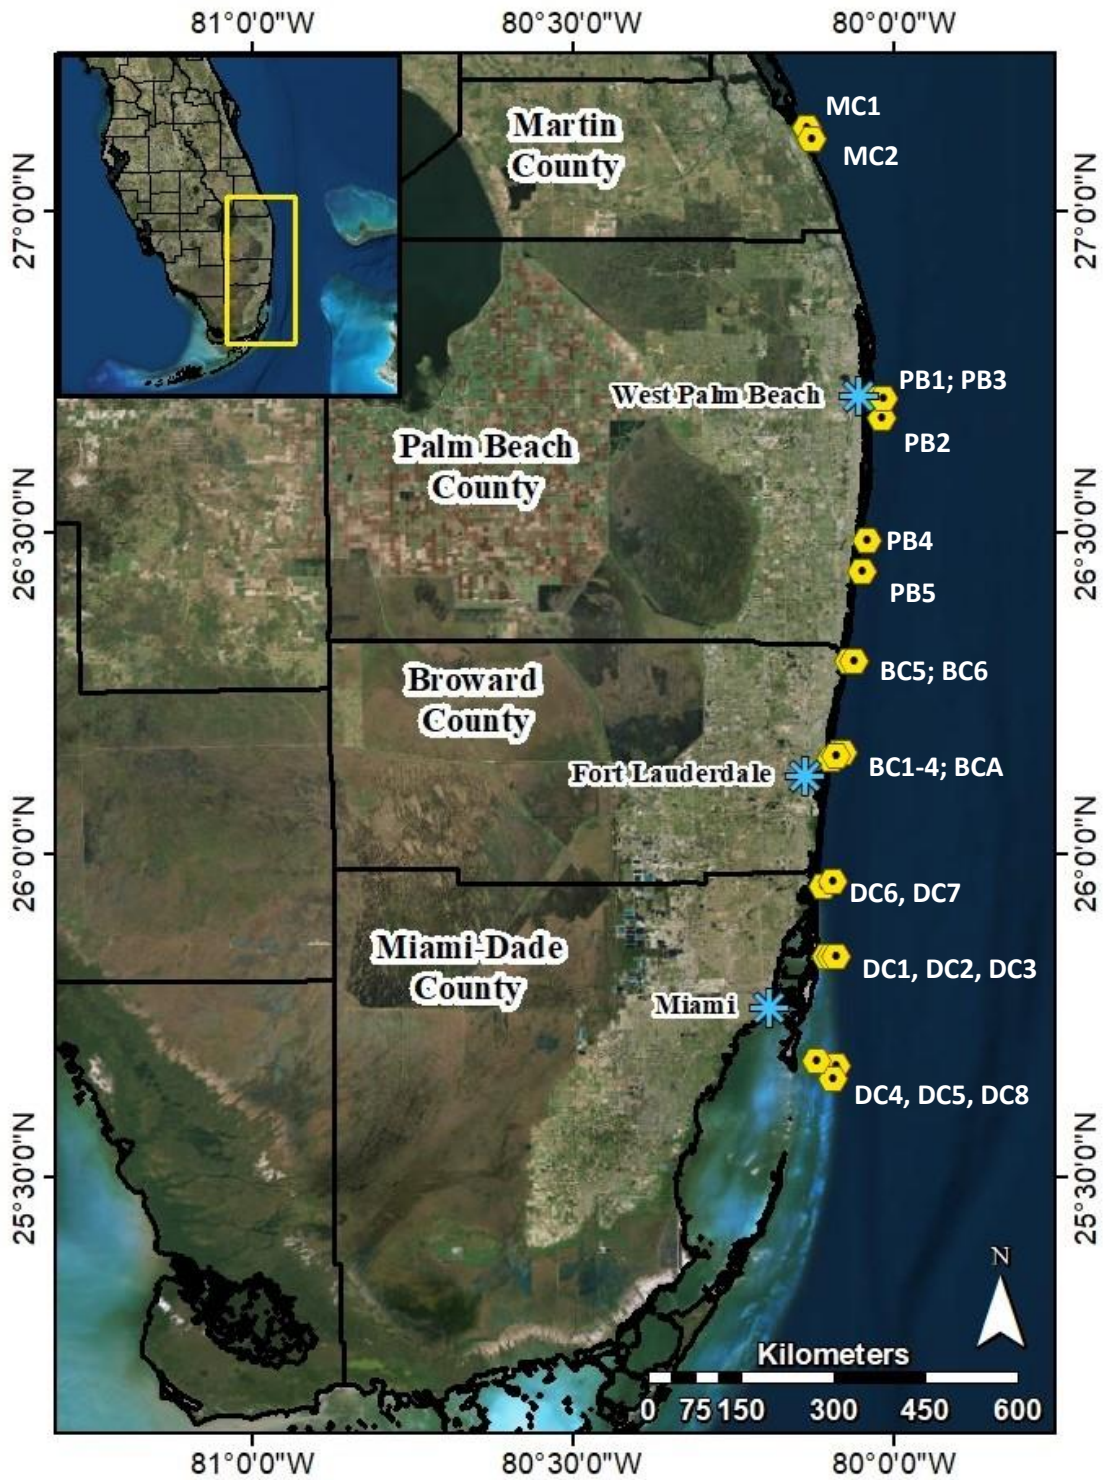 81°0'0"W
80°30'0"W
80°0'0"W
MC1
Martin
County
MC2
27°0'0"N
27°0'0"N
PB1; PB3
West Palm Beach
PB2
Palm Beach
County
26°30'0"N
26°30'0"N
PB4
PB5
BC5; BC6
Broward
County
BC1-4; BCA
Fort Lauderdale
26°0'0"N
26°0'0"N
DC6, DC7
Miami-Dade
County
DC1, DC2, DC3
Miami
DC4, DC5, DC8
25°30'0"N
25°30'0"N
N
Kilometers
0 75 150 300 450 600
81°0'0"W
80°30'0"W
80°0'0"W